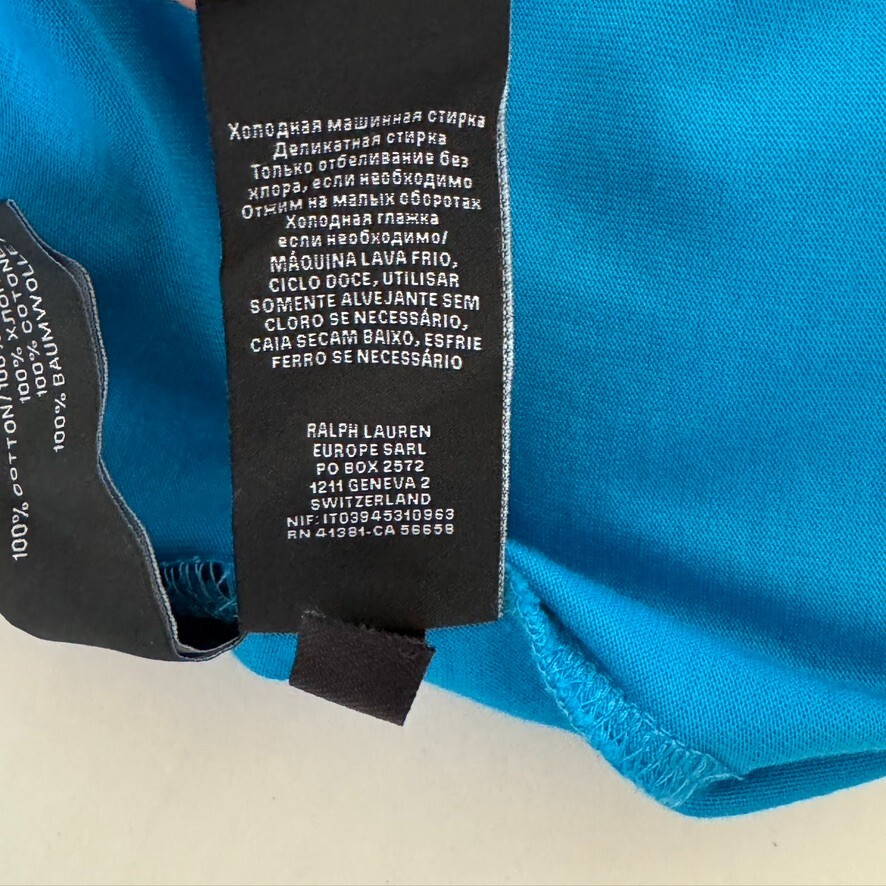 Холодная машинная стирка
Деликатная стирка
Только отбеливание без
хлора, если необходимо
Отжим на малых оборотах
Холодная глажка
если необходимо/
MÁQUINA LAVA FRIO,
CICLO DOCE, UTILISAR
SOMENTE ALVEJANTE SEM
CLORO SE NECESSÁRIO,
CAIA SECAM BAIXO, ESFRIE
FERRO SE NECESSÁRIO
RALPH LAUREN
EUROPE SARL
PO BOX 2572
1211 GENEVA 2
SWITZERLAND
NIF: IT03945310963
RN 41381-CA 56658
100% COTTON/100%
100% COTONE
100% WOLLE
100% BAUMWOLLE